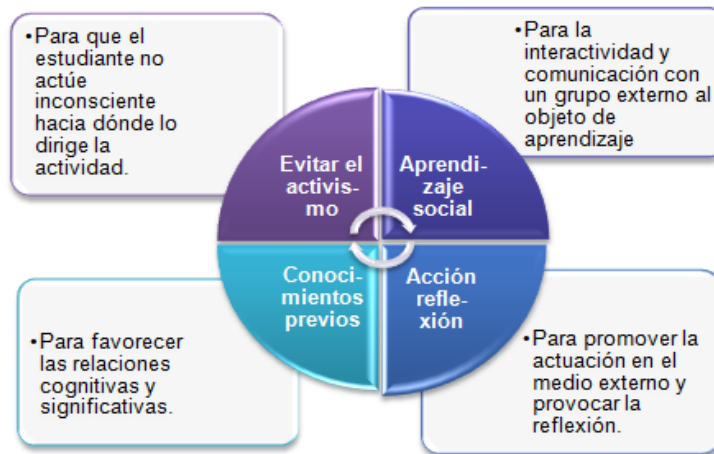 •Para que el
estudiante no
actúe
inconsciente
hacia dónde lo
dirige la
actividad.
•Para la
interactividad y
comunicación con
un grupo externo al
objeto de
aprendizaje
Evitar el
activis-
mo
Aprendi-
zaje
social
Conoci-
mientos
previos
Acción
refle-
xión
•Para favorecer
las relaciones
cognitivas y
significativas.
•Para promover la
actuación en el
medio externo y
provocar la
reflexión.